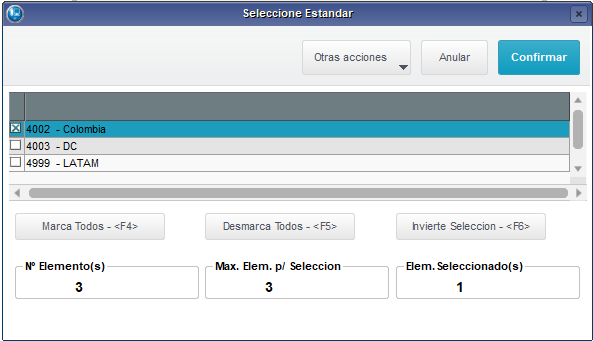 Seleccione Estandar
Otras acciones
Anular
Confirmar
4002 - Colombia
4003 - DC
4999 - LATAM
Marca Todos - <F4>
Desmarca Todos - <F5>
Invierte Seleccion - <F6>
Nº Elemento(s)
Max. Elem. p/ Seleccion
Elem. Seleccionado(s)
3
3
1